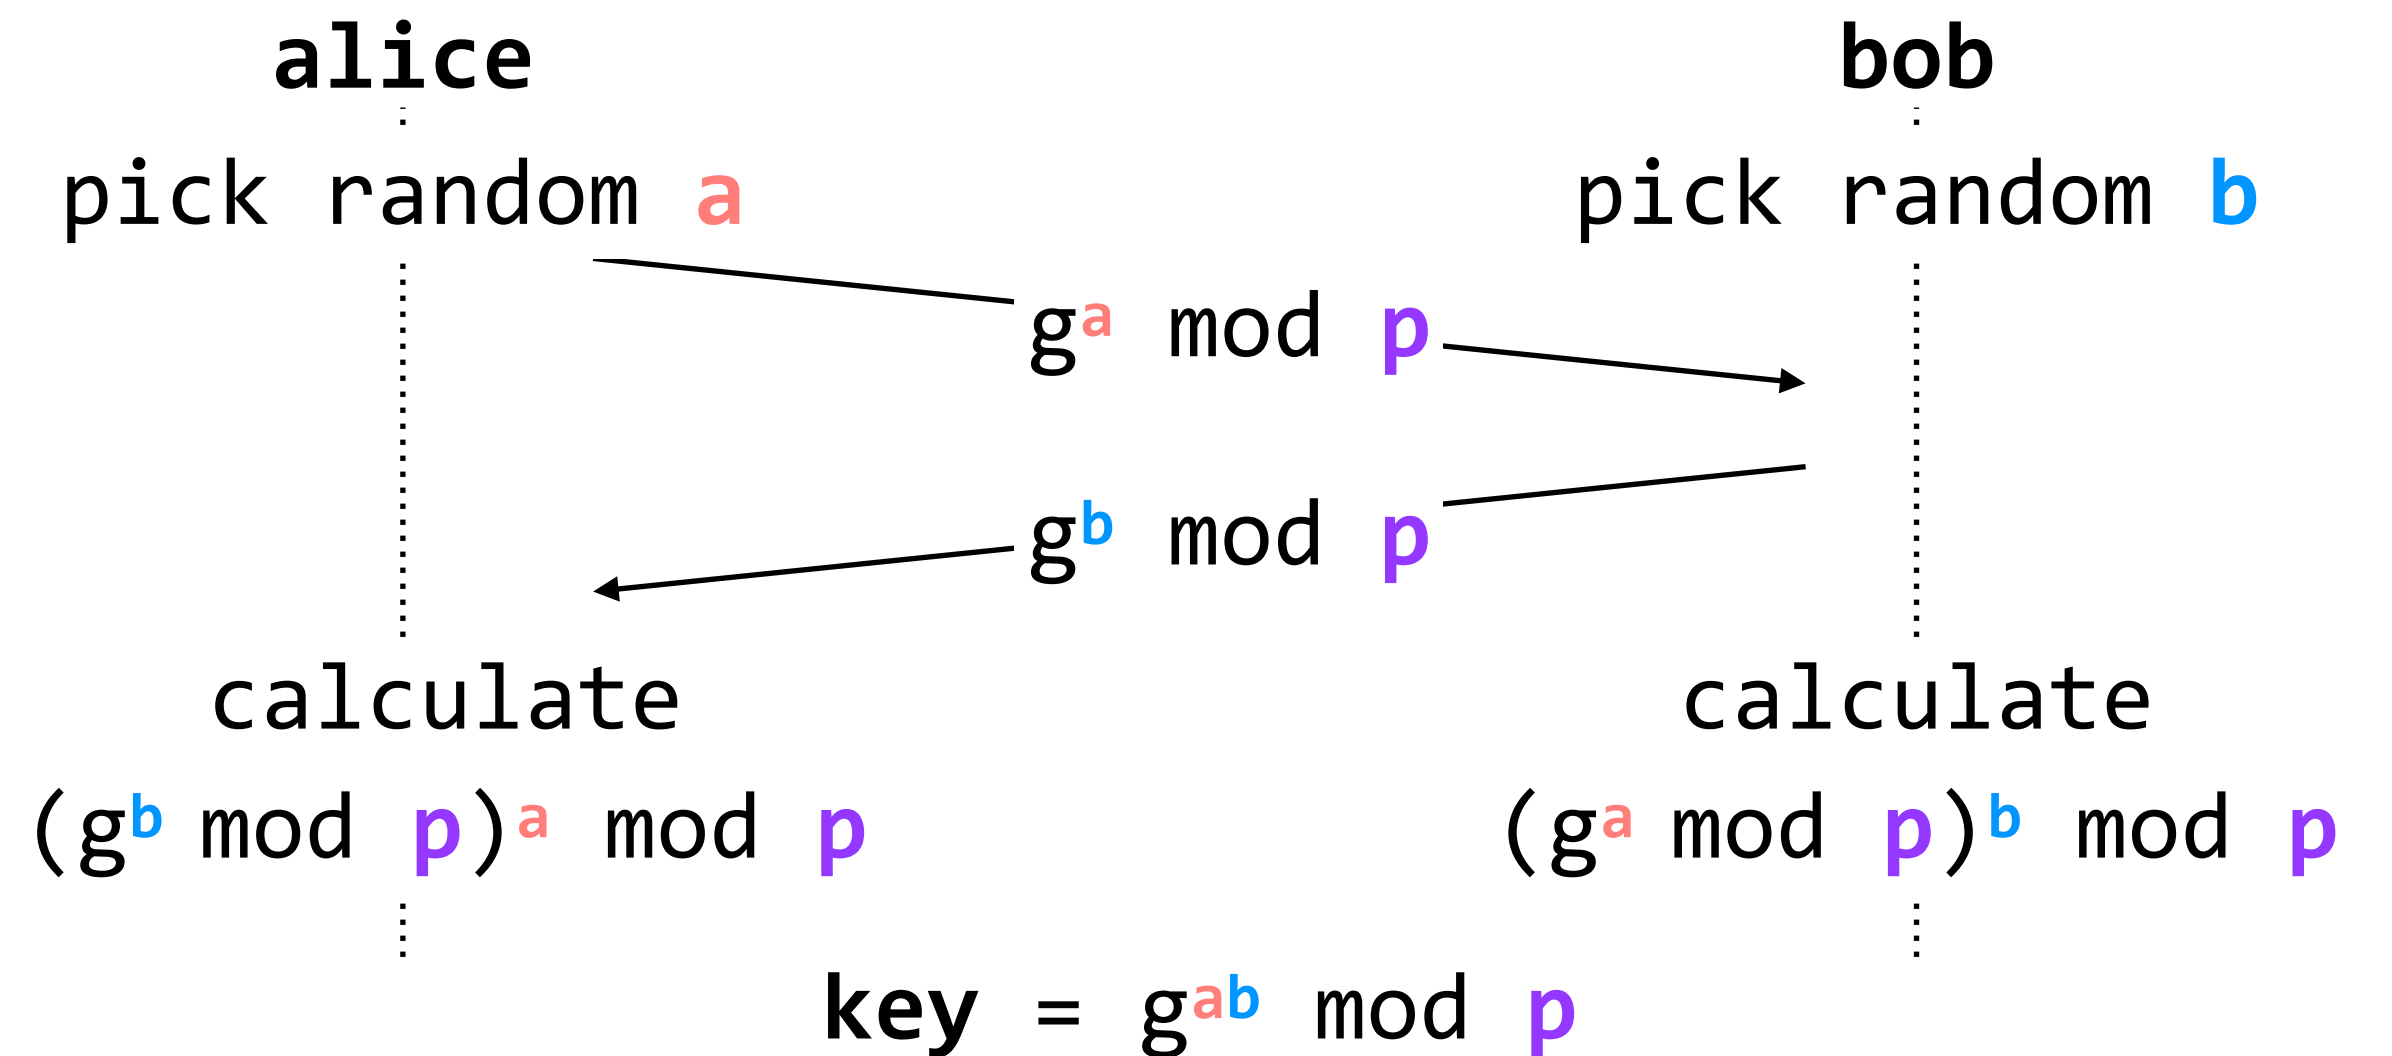 alice bob
pick random a pick random b
gᵃ mod p
gᵇ mod p
calculate calculate
(gᵇ mod p)ᵃ mod p (gᵃ mod p)ᵇ mod p
key = gᵃᵇ mod p